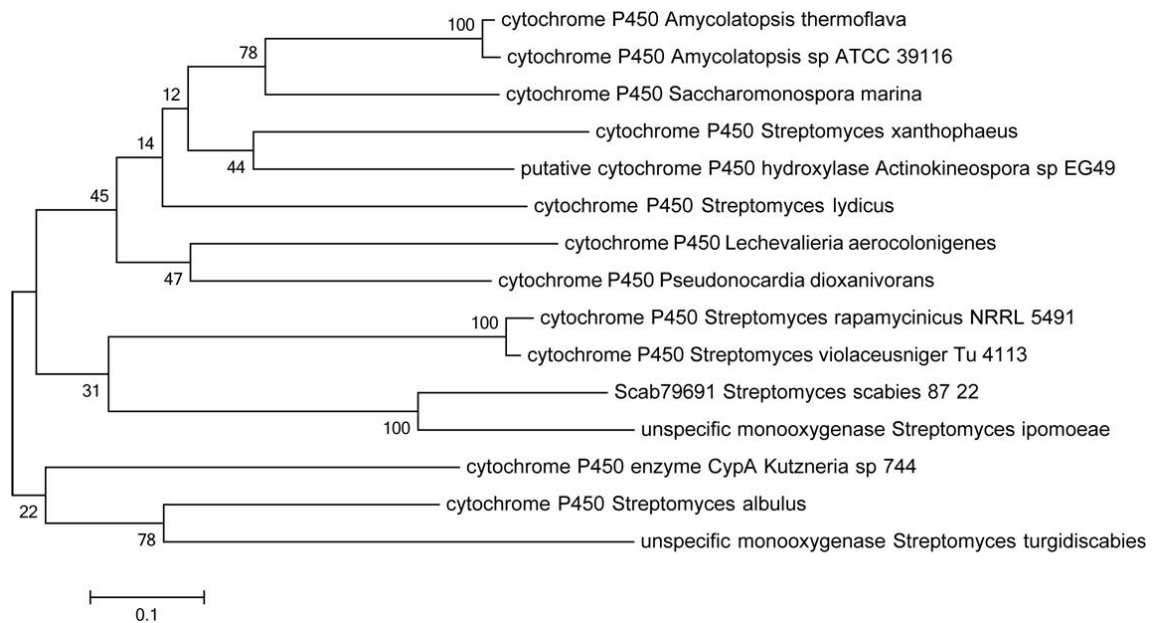 cytochrome P450 Amycolatopsis thermoflava
100
cytochrome P450 Amycolatopsis sp ATCC 39116
78
cytochrome P450 Saccharomonospora marina
12
cytochrome P450 Streptomyces xanthophaeus
14
44
putative cytochrome P450 hydroxylase Actinokineospora sp EG49
45
cytochrome P450 Streptomyces lydicus
cytochrome P450 Lechevalieria aerocolonigenes
47
cytochrome P450 Pseudonocardia dioxanivorans
100
cytochrome P450 Streptomyces rapamycinicus NRRL 5491
cytochrome P450 Streptomyces violaceusniger Tu 4113
31
Scab79691 Streptomyces scabies 87 22
100
unspecific monooxygenase Streptomyces ipomoeae
cytochrome P450 enzyme CypA Kutzneria sp 744
22
cytochrome P450 Streptomyces albulus
78
unspecific monooxygenase Streptomyces turgidiscabies
0.1